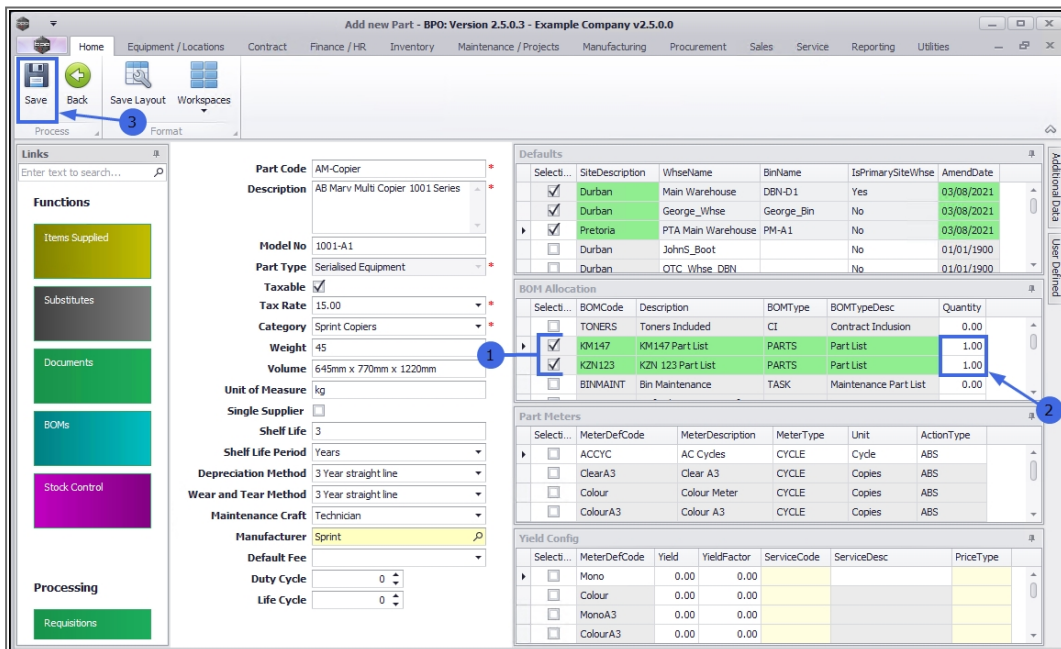 Add new Part - BPO: Version 2.5.0.3 - Example Company v2.5.0.0
Home Equipment / Locations Contract Finance / HR Inventory Maintenance / Projects Manufacturing Procurement Sales Service Reporting Utilities
Save Back Save Layout Workspaces
3
Process Format
Links
Enter text to search...
Functions
Items Supplied
Substitutes
Documents
BOMs
Stock Control
Processing
Requisitions
Part Code AM-Copier *
Description AB Marv Multi Copier 1001 Series *
Model No 1001-A1
Part Type Serialised Equipment *
Taxable
Tax Rate 15.00 *
Category Sprint Copiers *
Weight 45
Volume 645mm x 770mm x 1220mm
Unit of Measure kg
Single Supplier
Shelf Life 3
Shelf Life Period Years
Depreciation Method 3 Year straight line
Wear and Tear Method 3 Year straight line
Maintenance Craft Technician
Manufacturer Sprint
Default Fee
Duty Cycle 0
Life Cycle 0
Defaults
Selecti... SiteDescription WhseName BinName IsPrimarySiteWhse AmendDate
Durban Main Warehouse DBN-D1 Yes 03/08/2021
Durban George_Whse George_Bin No 03/08/2021
Pretoria PTA Main Warehouse PM-A1 No 03/08/2021
Durban JohnS_Boot No 01/01/1900
Durban OTC_Whse_DBN No 01/01/1900
BOM Allocation
Selecti... BOMCode Description BOMType BOMTypeDesc Quantity
TONERS Toners Included CI Contract Inclusion 0.00
1 KM147 KM147 Part List PARTS Part List 1.00
KZN123 KZN 123 Part List PARTS Part List 1.00
BINMAINT Bin Maintenance TASK Maintenance Part List 0.00
2
Part Meters
Selecti... MeterDefCode MeterDescription MeterType Unit ActionType
ACCYC AC Cycles CYCLE Cycle ABS
ClearA3 Clear A3 CYCLE Copies ABS
Colour Colour Meter CYCLE Copies ABS
ColourA3 Colour A3 CYCLE Copies ABS
Yield Config
Selecti... MeterDefCode Yield YieldFactor ServiceCode ServiceDesc PriceType
Mono 0.00 0.00
Colour 0.00 0.00
MonoA3 0.00 0.00
ColourA3 0.00 0.00
Additional Data
User Defined